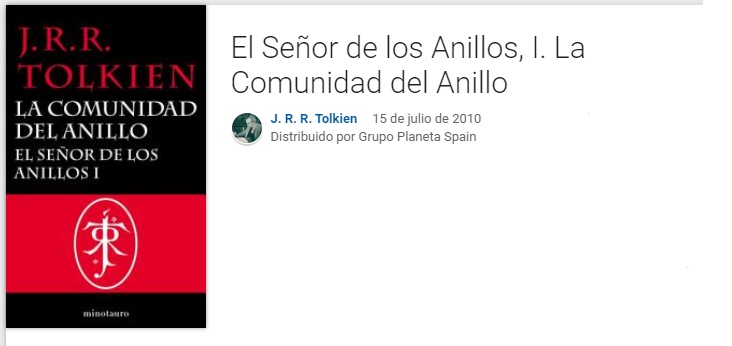 J.R.R.
TOLKIEN
LA COMUNIDAD
DEL ANILLO
EL SEÑOR DE LOS
ANILLOS I
minotauro
El Señor de los Anillos, I. La
Comunidad del Anillo
J. R. R. Tolkien 15 de julio de 2010
Distribuido por Grupo Planeta Spain